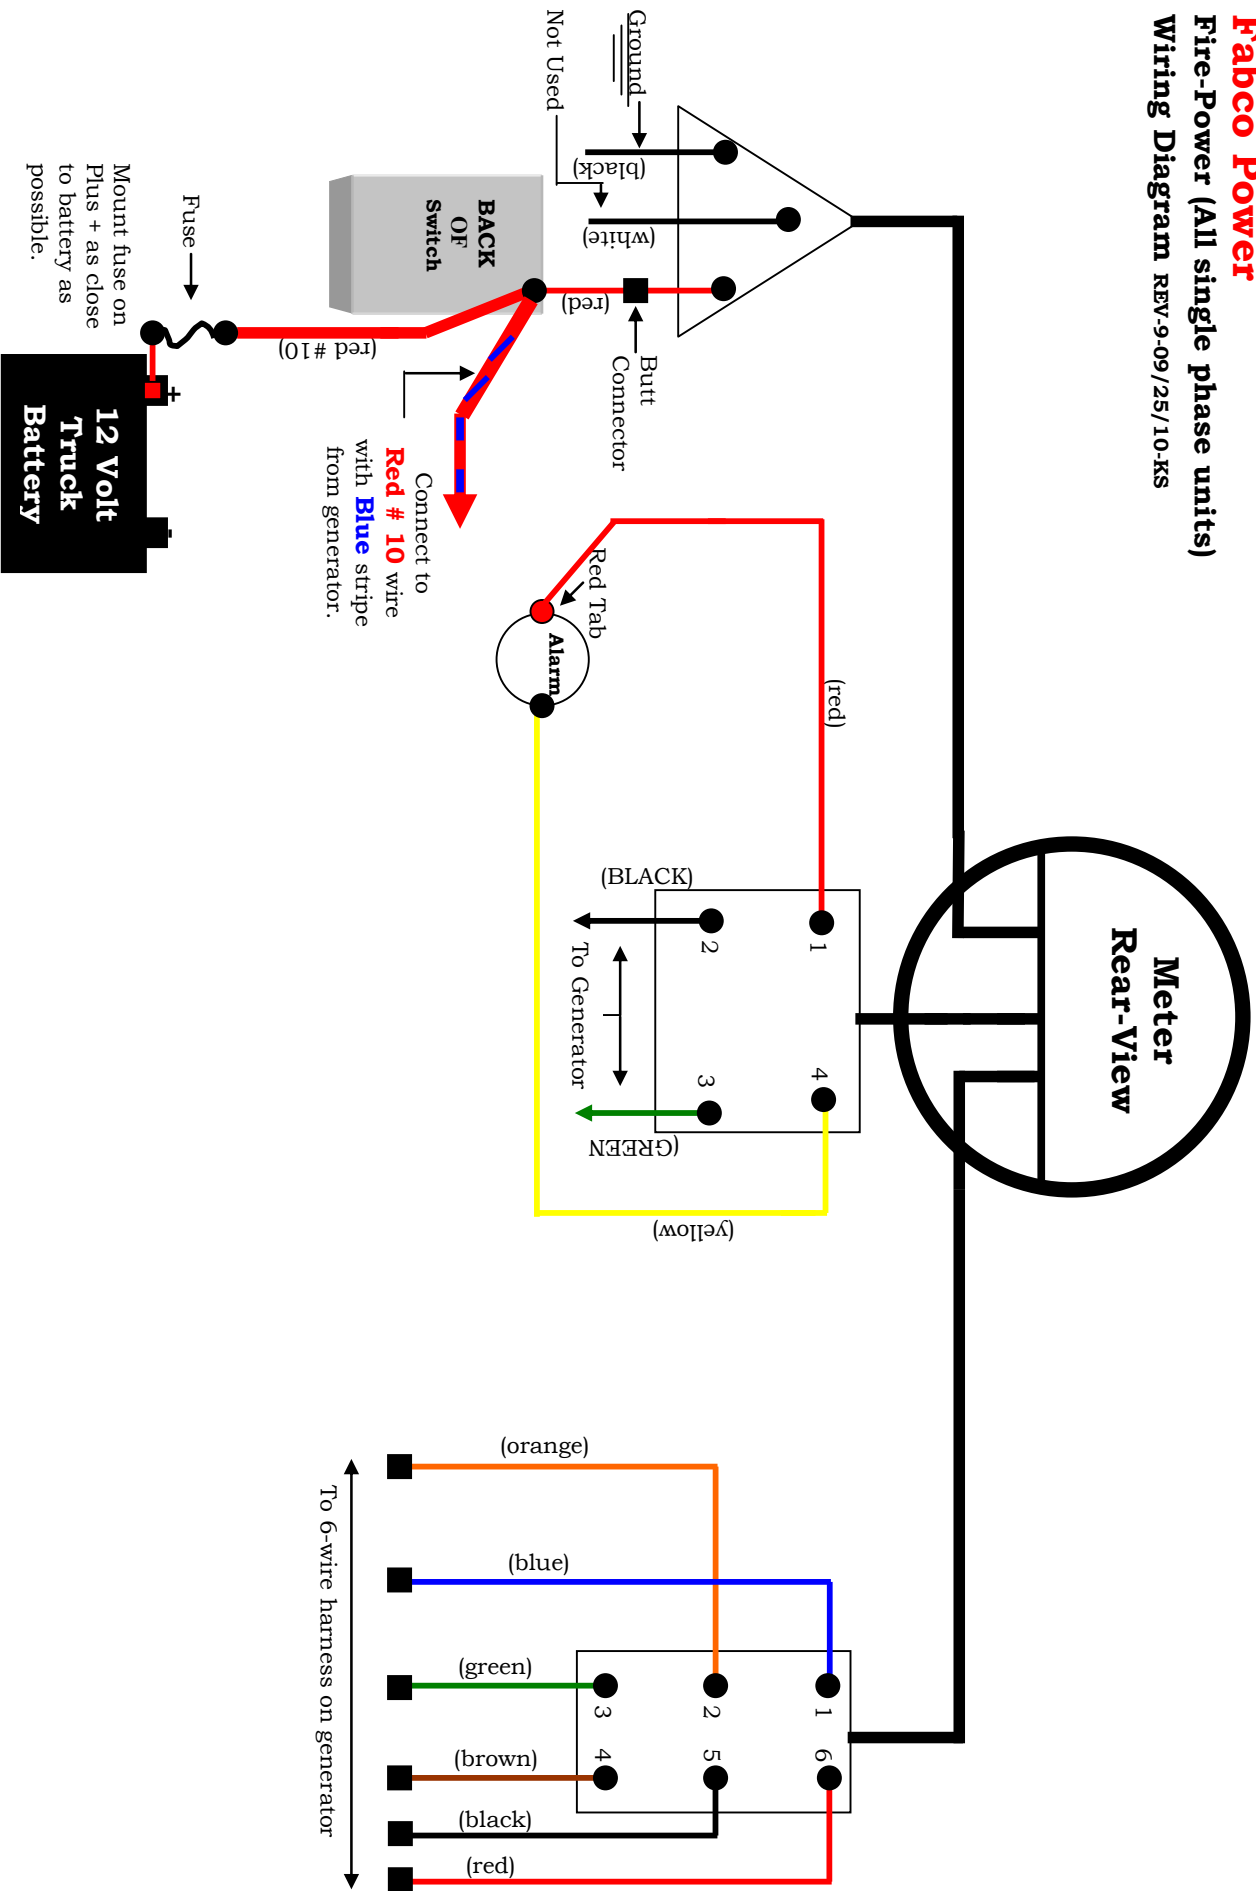 Fabco Power
Fire-Power (All single phase units)
Wiring Diagram REV-9-09/25/10-KS
Meter
Rear-View
Ground
Not Used
(black)
(white)
(red)
Butt
Connector
BACK
OF
Switch
(red #10)
Fuse
Mount fuse on
Plus + as close
to battery as
possible.
+
-
12 Volt
Truck
Battery
Connect to
Red # 10 wire
with Blue stripe
from generator.
Red Tab
Alarm
(red)
(BLACK)
1
2
3
4
To Generator
(GREEN)
(yellow)
(orange)
(blue)
(green)
(brown)
(black)
(red)
1
2
3
4
5
6
To 6-wire harness on generator